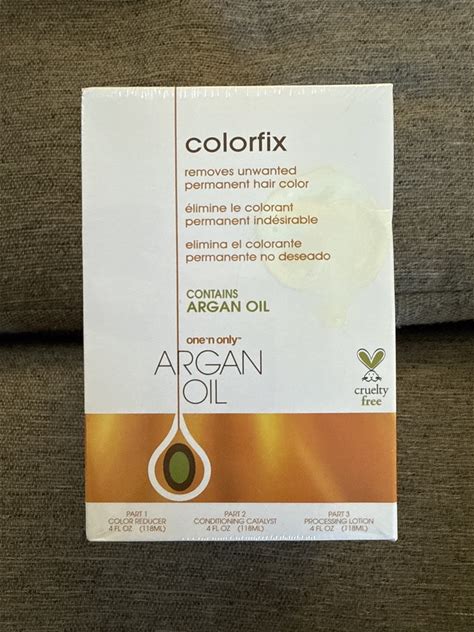 colorfix
removes unwanted
permanent hair color
élimine le colorant
permanent indésirable
elimina el colorante
permanente no deseado
CONTAINS
ARGAN OIL
one 'n only™
ARGAN
OIL
cruelty
free
PART 1
COLOR REDUCER
4 FL OZ (118ML)
PART 2
CONDITIONING CATALYST
4 FL OZ (118ML)
PART 3
PROCESSING LOTION
4 FL OZ (118ML)